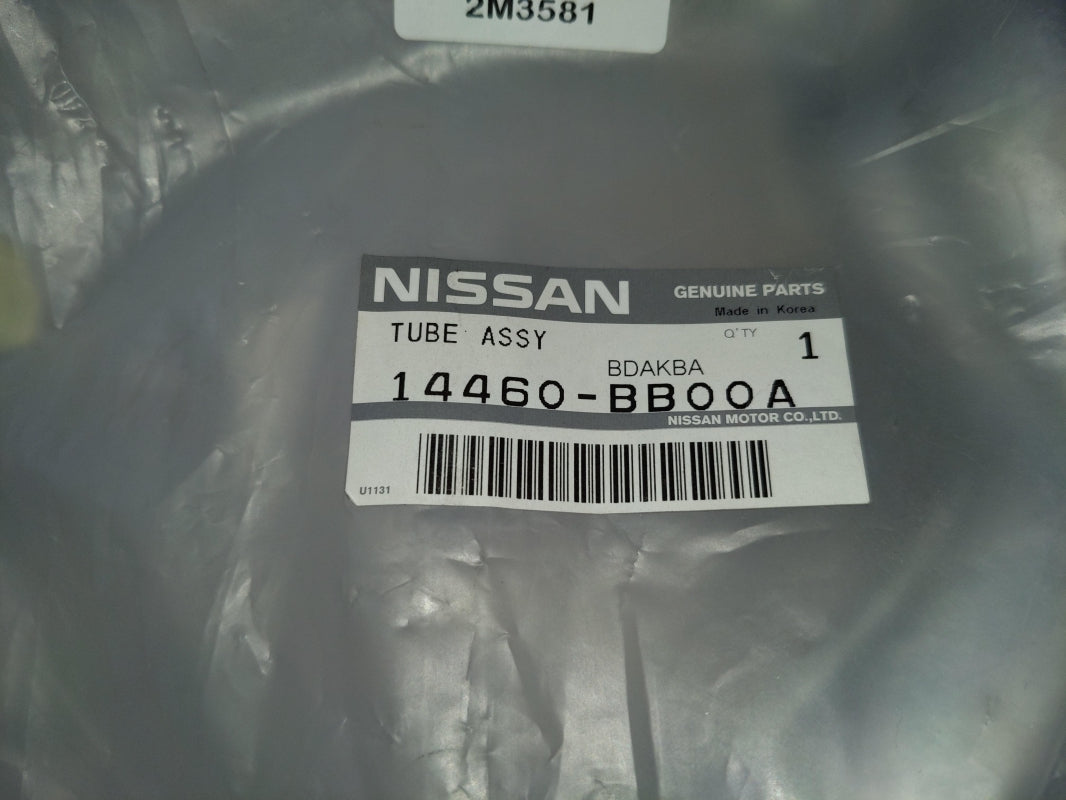 2M3581
NISSAN
GENUINE PARTS
Made in Korea
TUBE ASSY
Q'TY 1
BDAKBA
14460-BB00A
NISSAN MOTOR CO.,LTD.
U1131